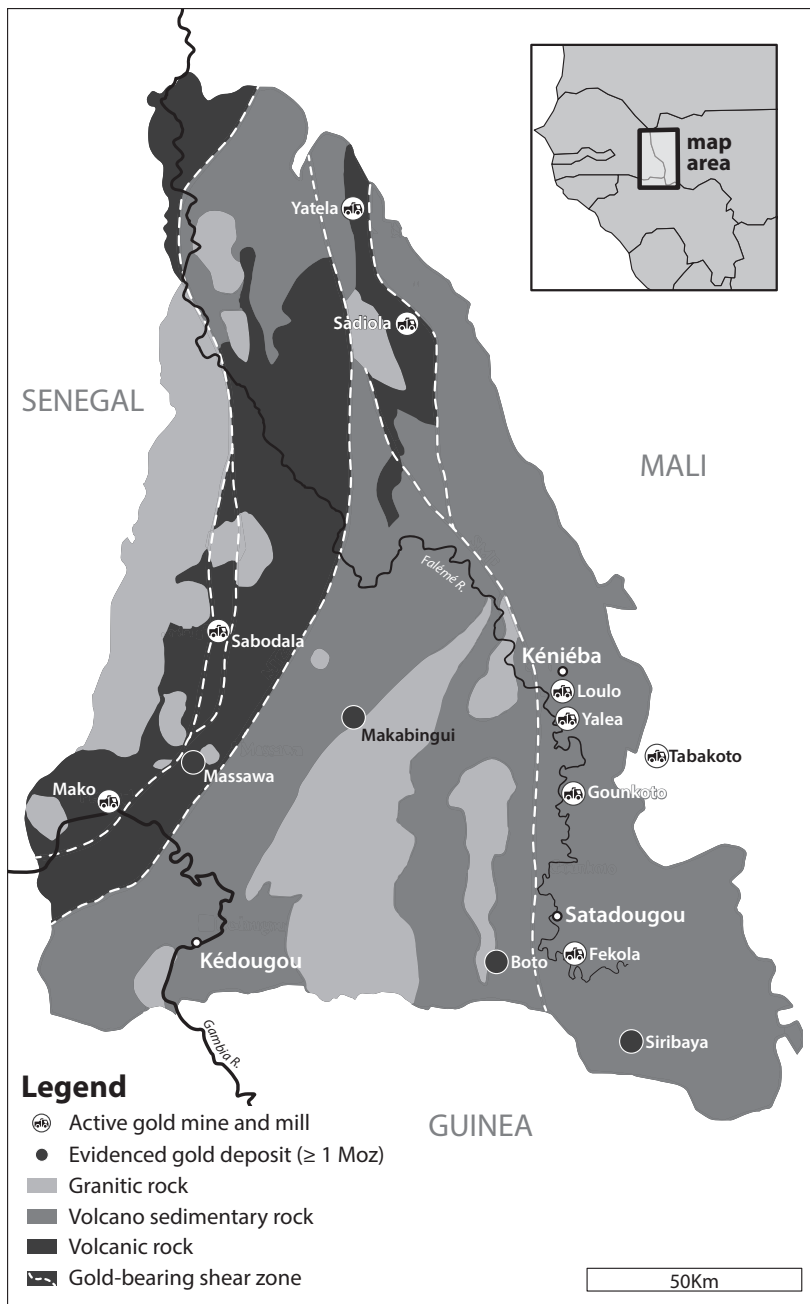 map
area
Yatela
Sadiola
SENEGAL
MALI
Falémé R.
Sabodala
Kéniéba
Loulo
Yalea
Makabingui
Tabakoto
Massawa
Mako
Gounkoto
Satadougou
Kédougou
Boto
Fekola
Gambia R.
Siribaya
GUINEA
Legend
Active gold mine and mill
Evidenced gold deposit (≥ 1 Moz)
Granitic rock
Volcano sedimentary rock
Volcanic rock
Gold-bearing shear zone
50Km